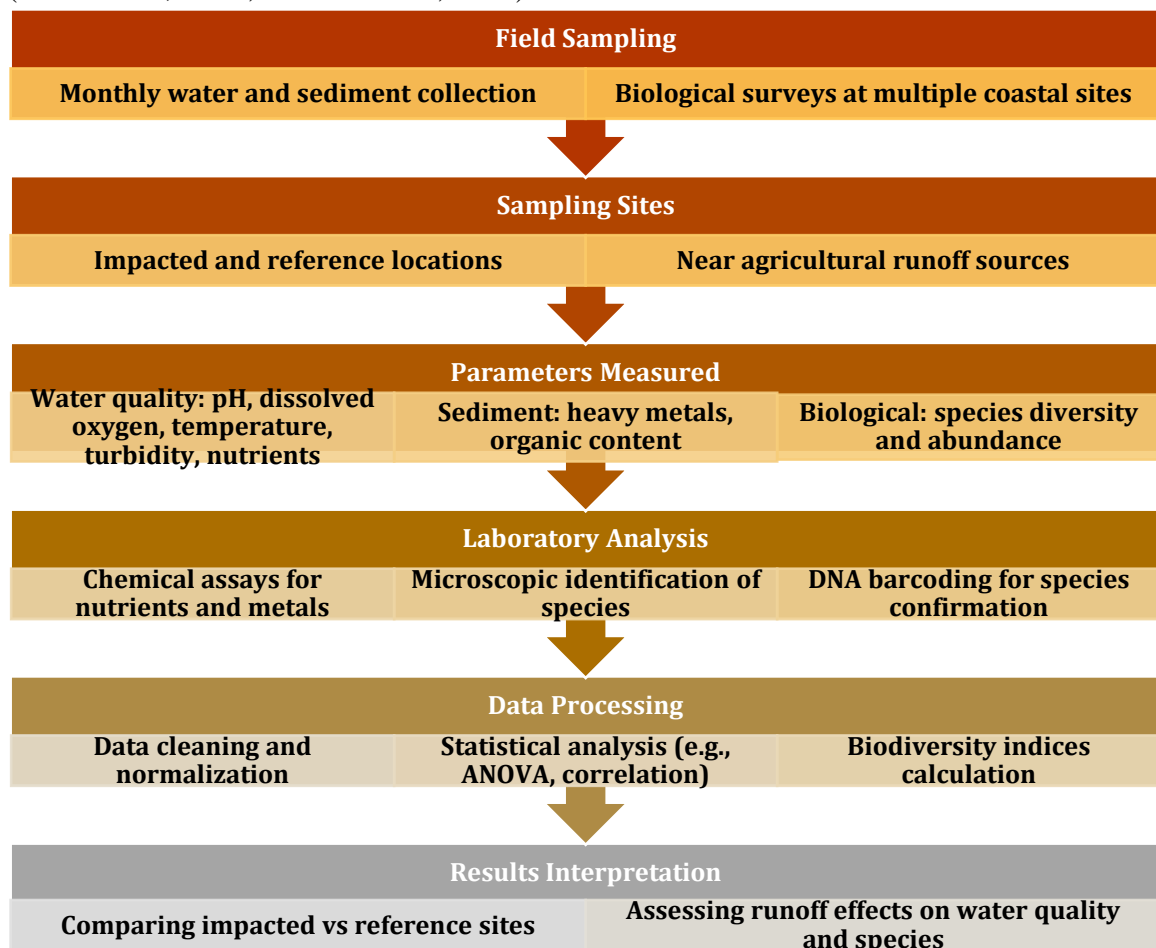 Field Sampling
Monthly water and sediment collection
Biological surveys at multiple coastal sites
Sampling Sites
Impacted and reference locations
Near agricultural runoff sources
Parameters Measured
Water quality: pH, dissolved
oxygen, temperature,
turbidity, nutrients
Sediment: heavy metals,
organic content
Biological: species diversity
and abundance
Laboratory Analysis
Chemical assays for
nutrients and metals
Microscopic identification of
species
DNA barcoding for species
confirmation
Data Processing
Data cleaning and
normalization
Statistical analysis (e.g.,
ANOVA, correlation)
Biodiversity indices
calculation
Results Interpretation
Comparing impacted vs reference sites
Assessing runoff effects on water quality
and species